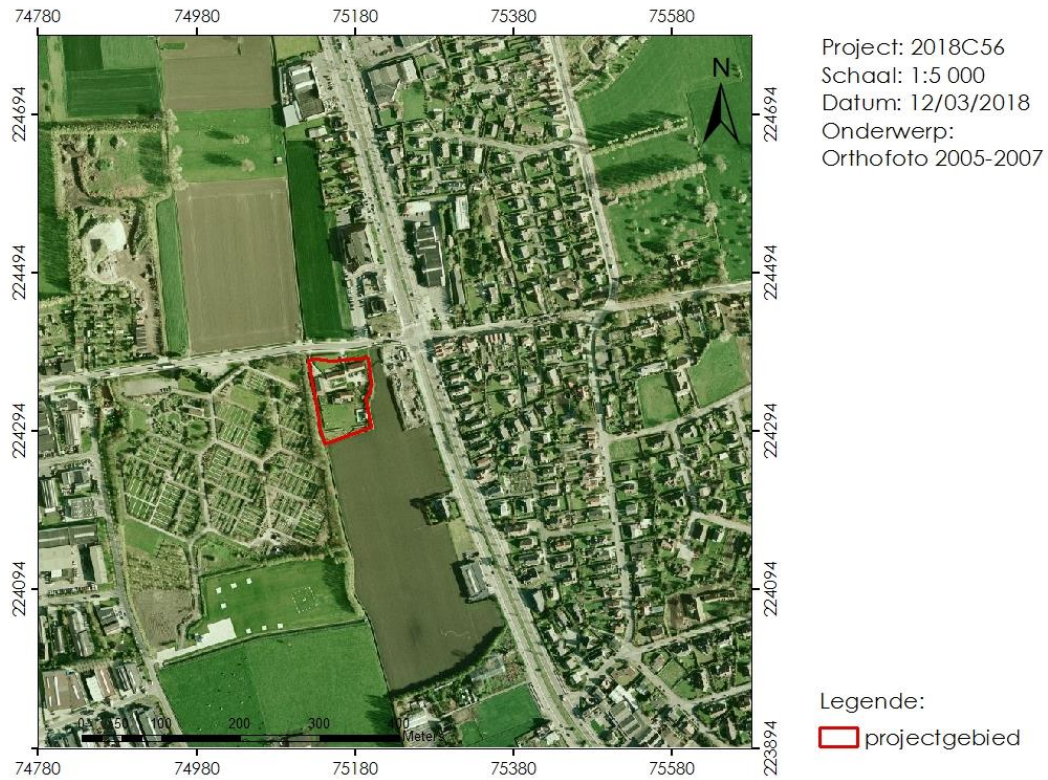 74780 74980 75180 75380 75580
Project: 2018C56
Schaal: 1:5 000
Datum: 12/03/2018
Onderwerp:
Orthofoto 2005-2007
N
224694 224694
224494 224494
224294 224294
224094 224094
Legende:
projectgebied
0 50 100 200 300 400
Meters
223894
74780 74980 75180 75380 75580